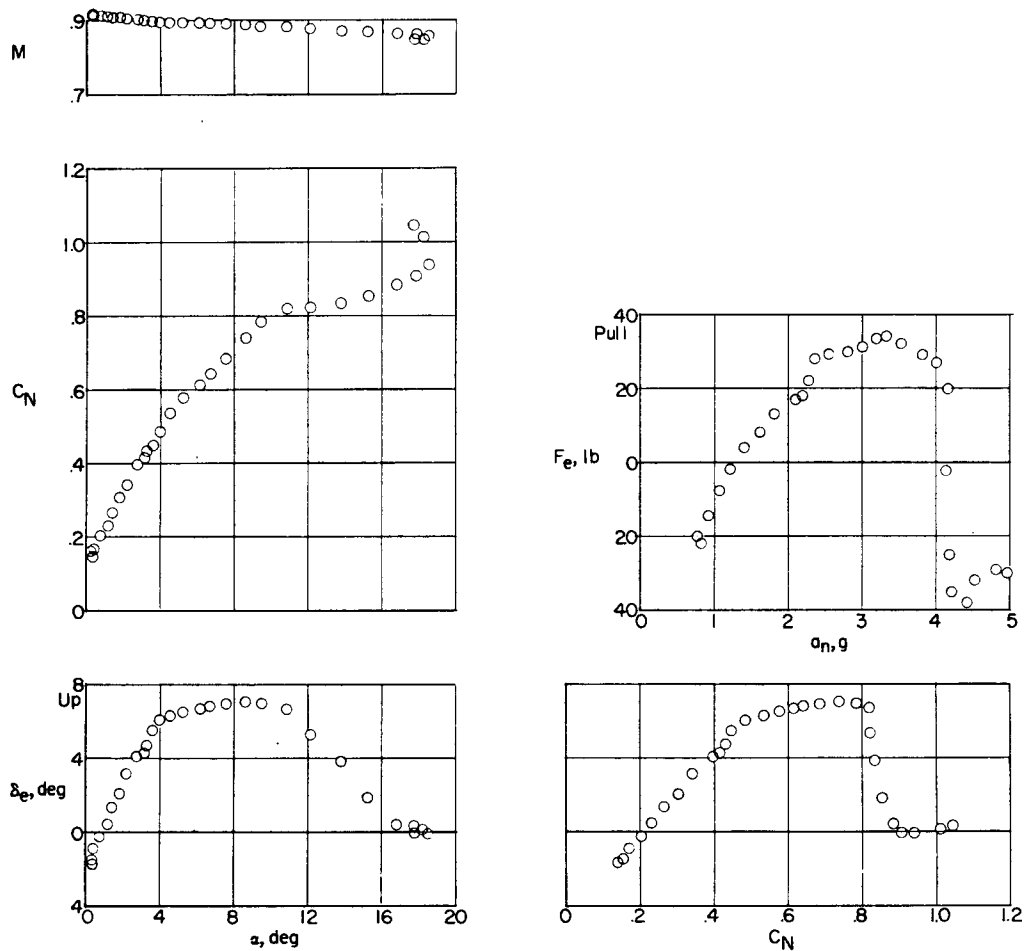 .9
M
.7
1.2
1.0
.8
C_N
.6
.4
.2
0
8
Up
4
δ_e, deg
0
4
0 4 8 12 16 20
α, deg
40
Pull
20
F_e, lb
0
20
40
0 1 2 3 4 5
a_n, g
0 .2 .4 .6 .8 1.0 1.2
C_N